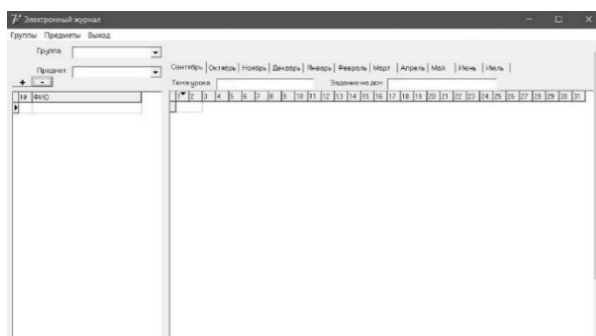 Электронный журнал
Группы Предметы Выход
Группа
Предмет
Сентябрь Октябрь Ноябрь Декабрь Январь Февраль Март Апрель Май Июнь Июль
+ -
Тема урока Задание на дом
№ ФИО
1 2 3 4 5 6 7 8 9 10 11 12 13 14 15 16 17 18 19 20 21 22 23 24 25 26 27 28 29 30 31